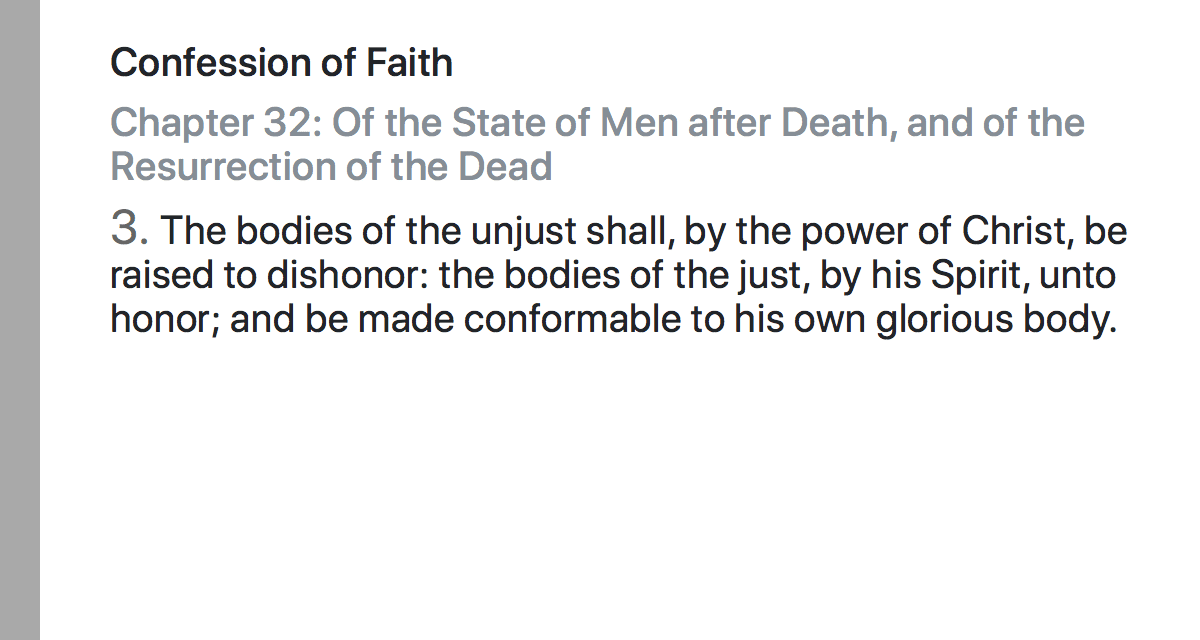 Confession of Faith
Chapter 32: Of the State of Men after Death, and of the
Resurrection of the Dead
3. The bodies of the unjust shall, by the power of Christ, be
raised to dishonor: the bodies of the just, by his Spirit, unto
honor; and be made conformable to his own glorious body.